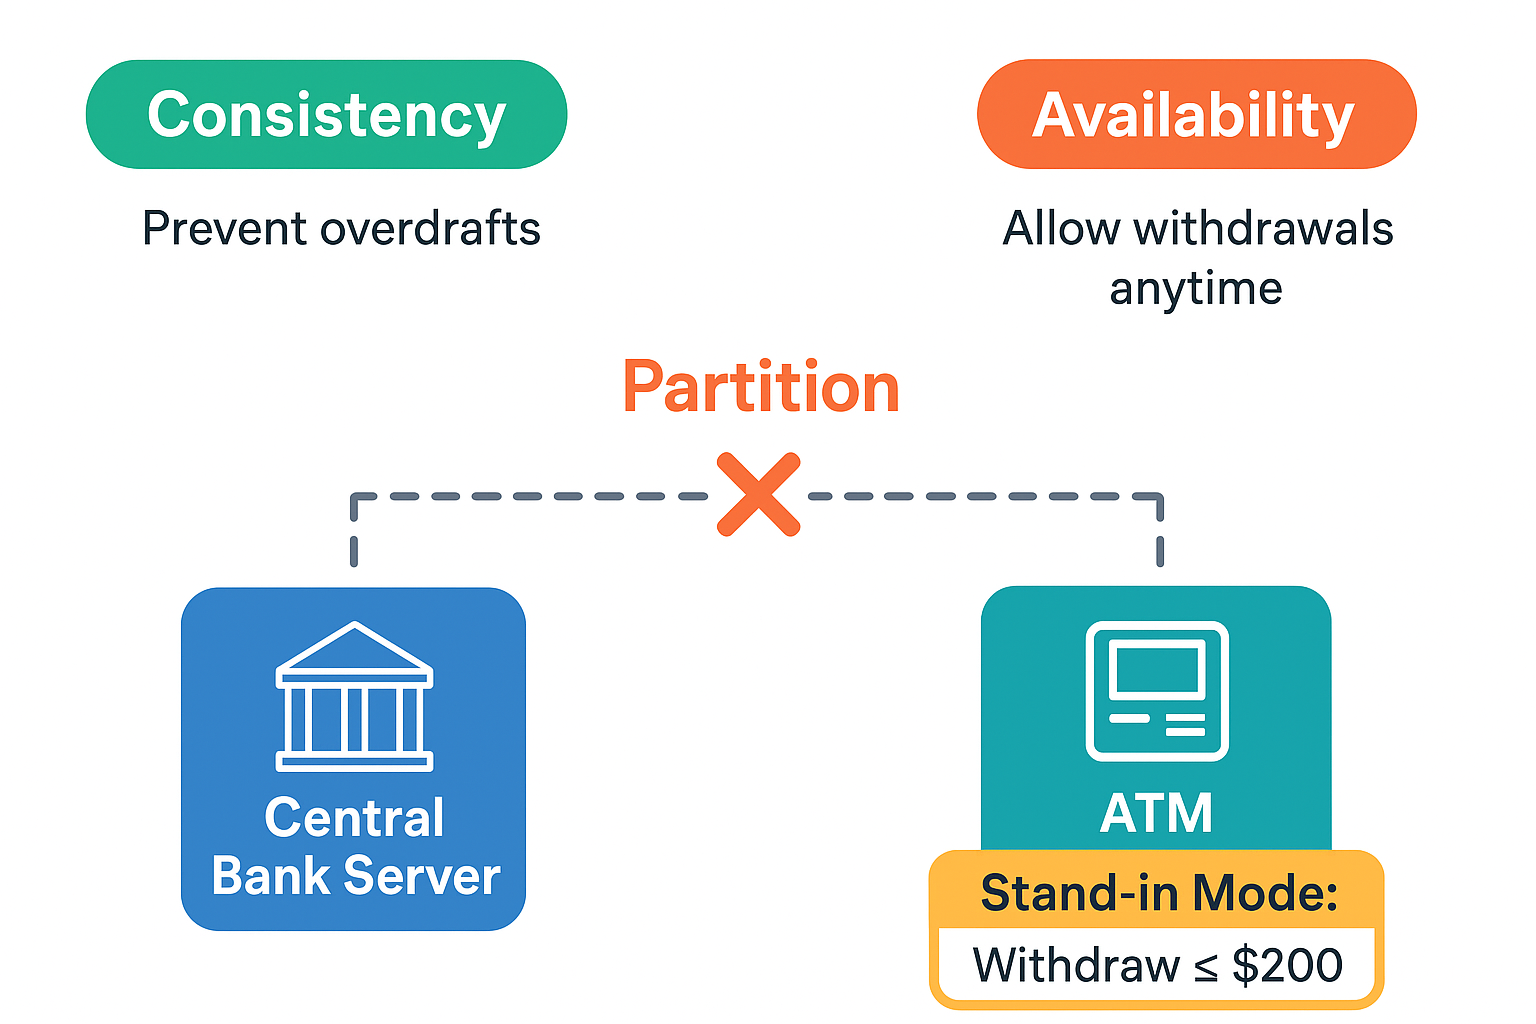 Consistency
Availability
Prevent overdrafts
Allow withdrawals
anytime
Partition
Central
Bank Server
ATM
Stand-in Mode:
Withdraw ≤ $200